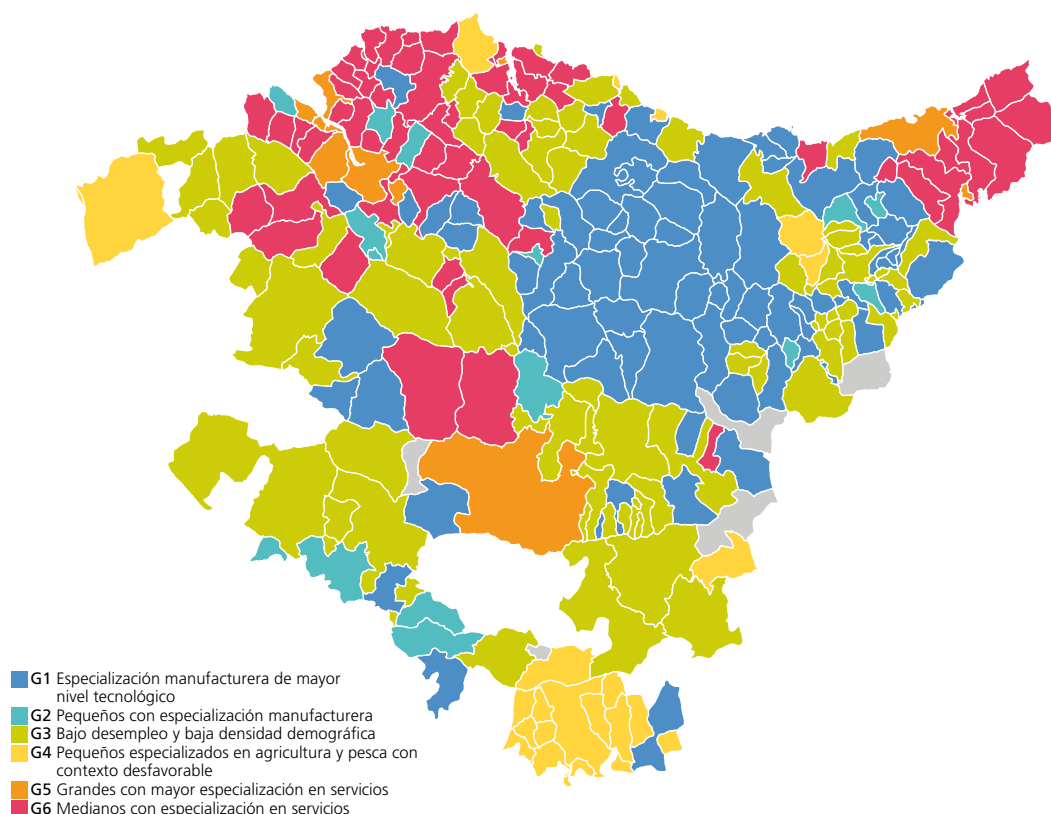 G1 Especialización manufacturera de mayor
nivel tecnológico
G2 Pequeños con especialización manufacturera
G3 Bajo desempleo y baja densidad demográfica
G4 Pequeños especializados en agricultura y pesca con
contexto desfavorable
G5 Grandes con mayor especialización en servicios
G6 Medianos con especialización en servicios